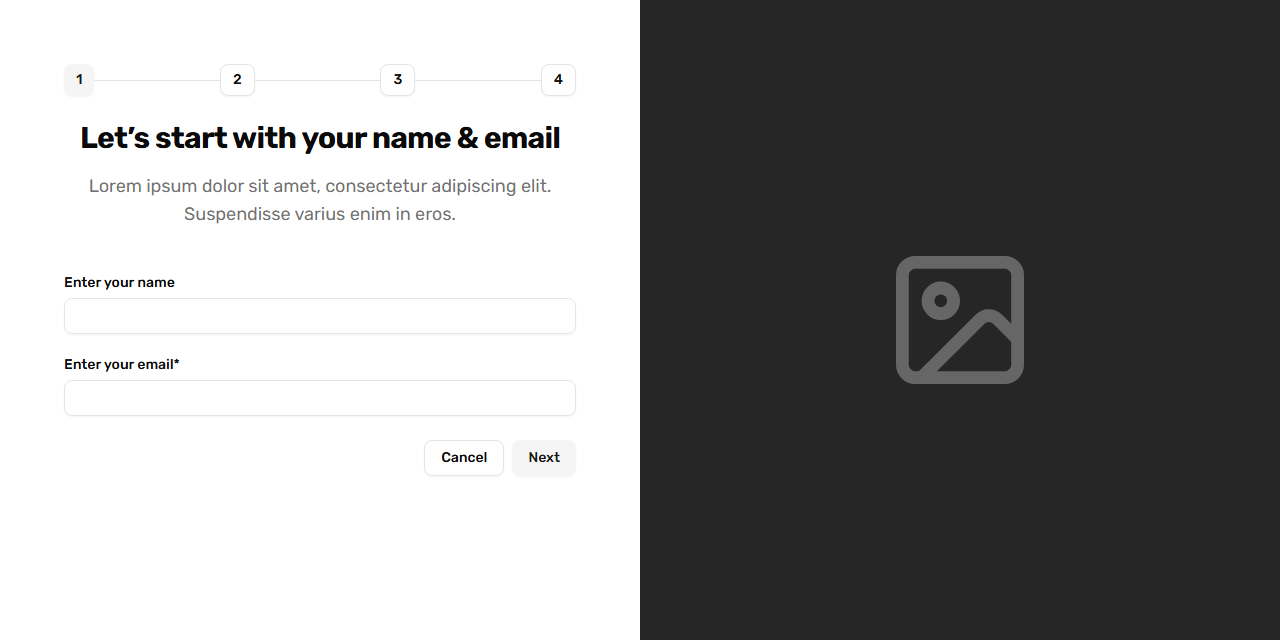 1 2 3 4
Let’s start with your name & email
Lorem ipsum dolor sit amet, consectetur adipiscing elit.
Suspendisse varius enim in eros.
Enter your name
Enter your email*
Cancel Next